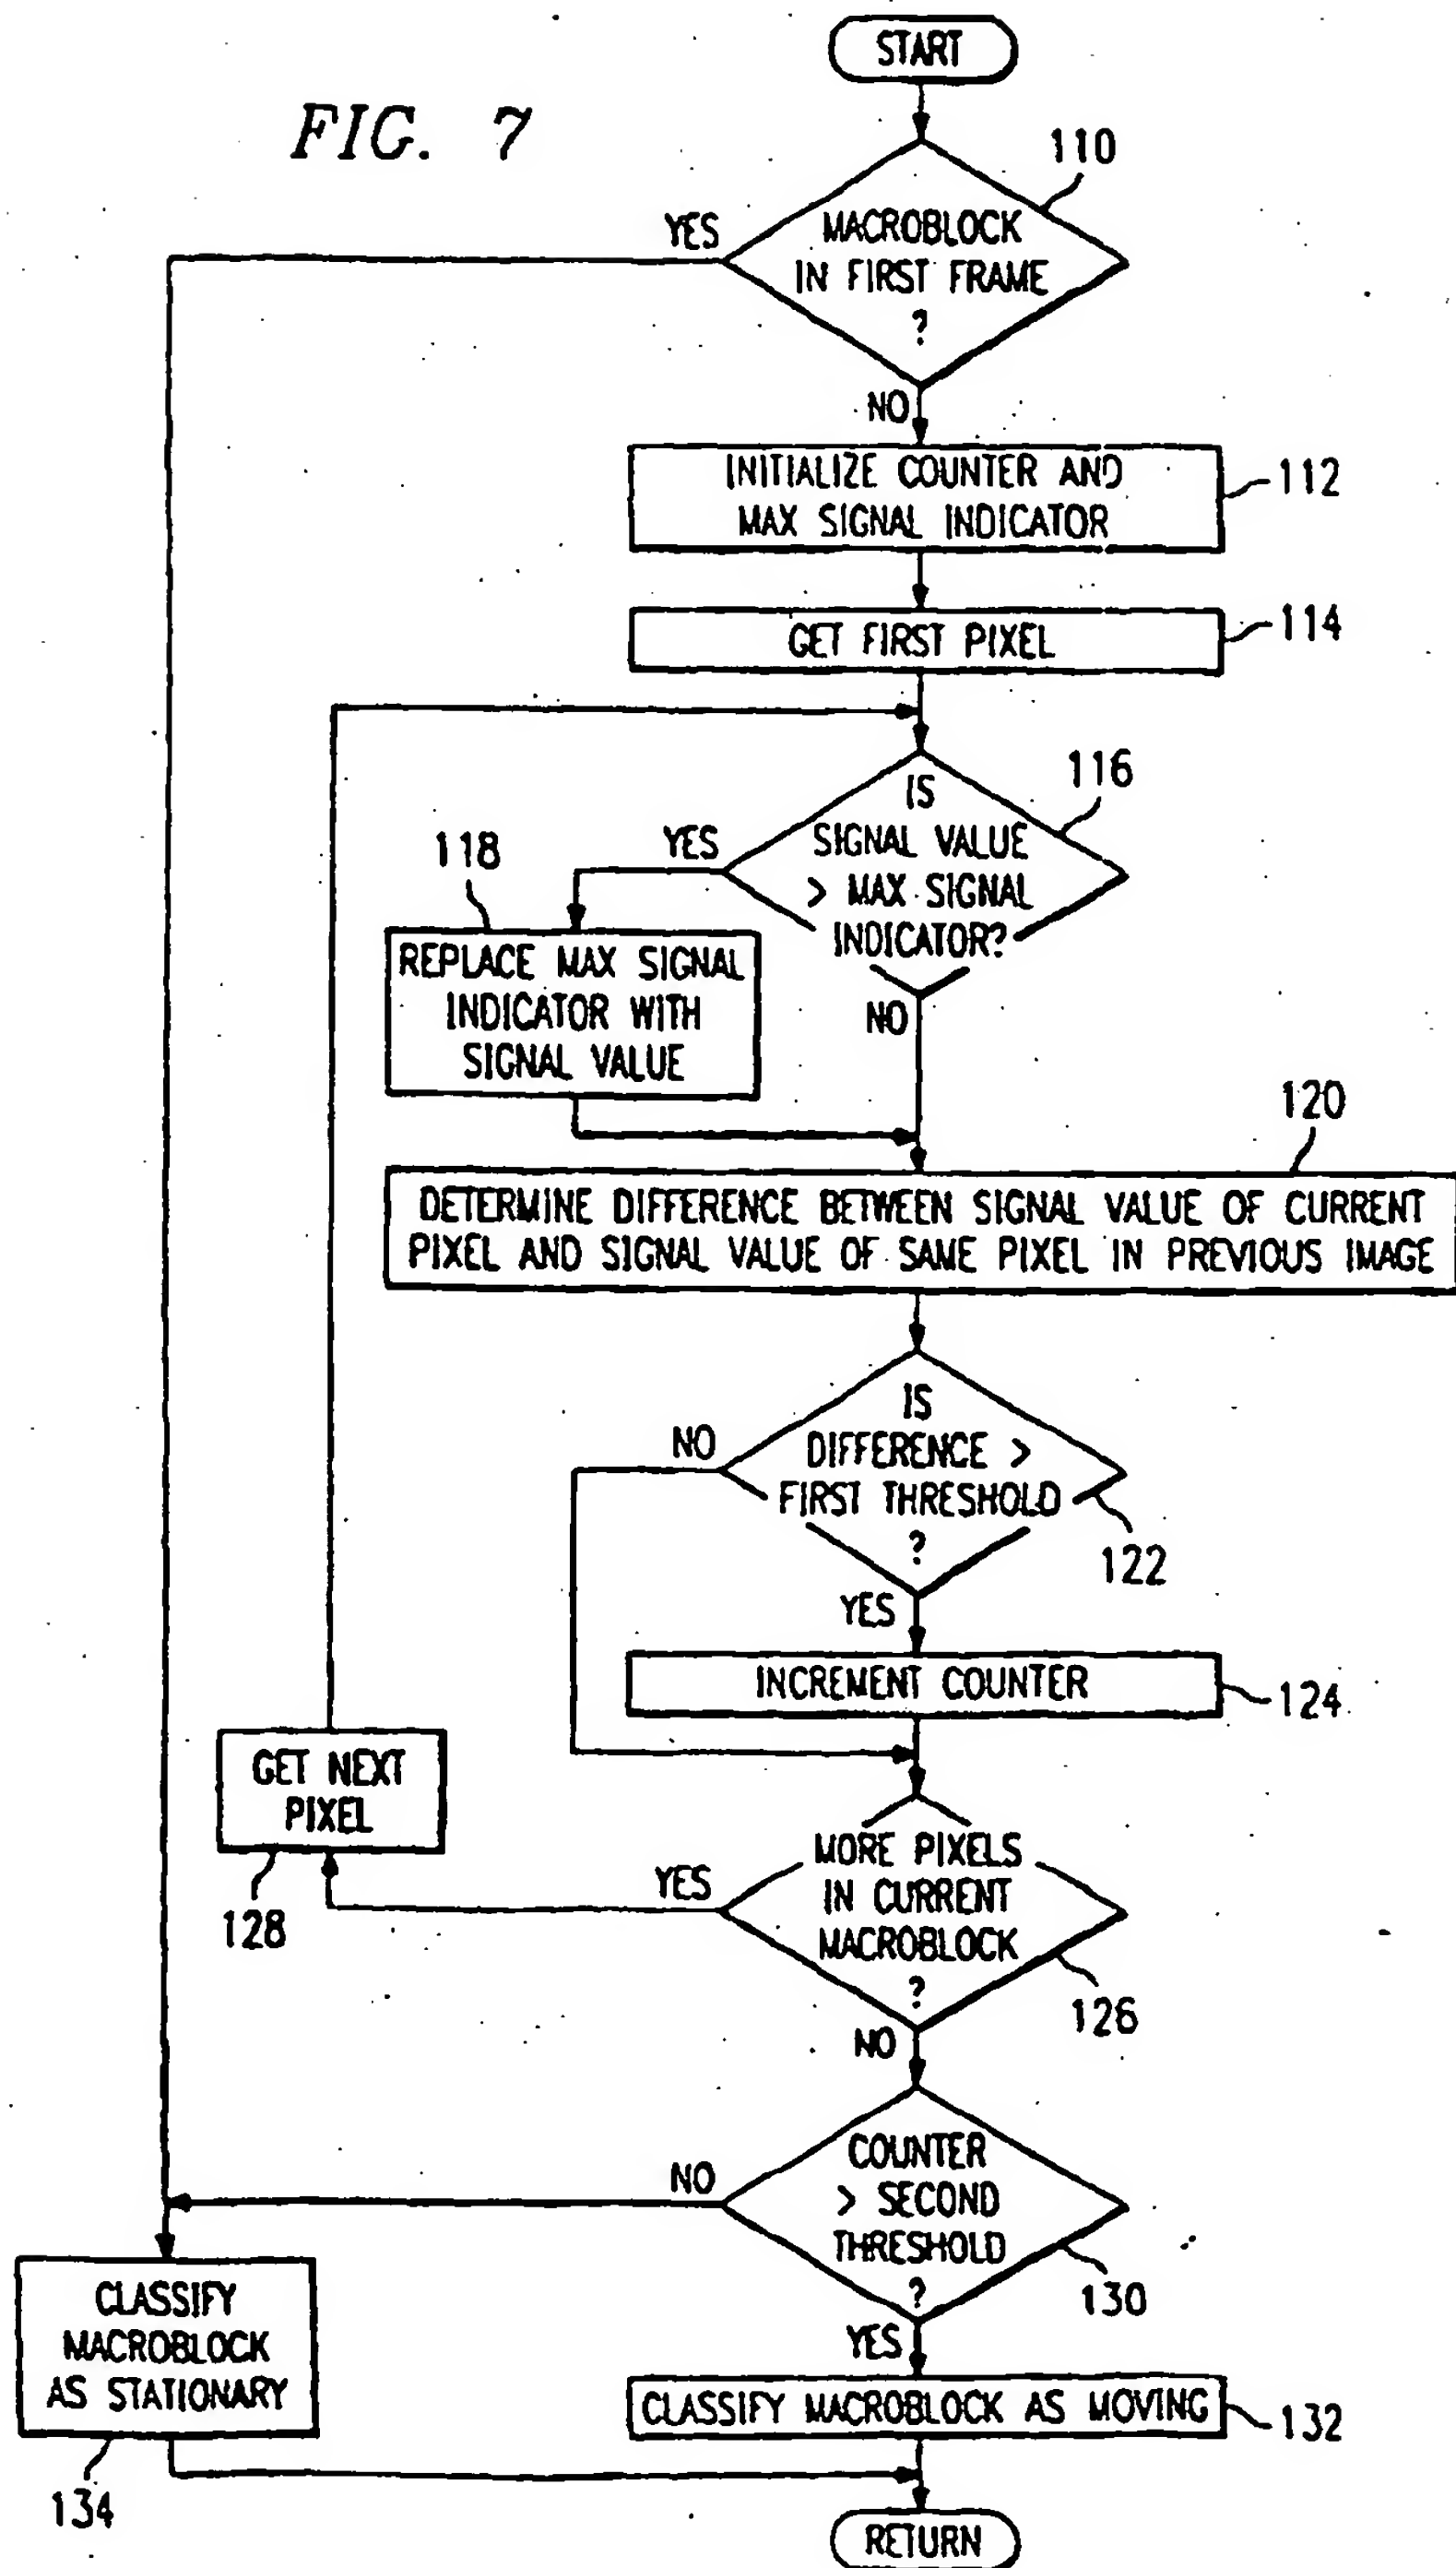 START
FIG. 7
110
YES
MACROBLOCK
IN FIRST FRAME
?
NO
INITIALIZE COUNTER AND
MAX SIGNAL INDICATOR
112
GET FIRST PIXEL
114
116
IS
SIGNAL VALUE
> MAX SIGNAL
INDICATOR?
YES
118
REPLACE MAX SIGNAL
INDICATOR WITH
SIGNAL VALUE
NO
120
DETERMINE DIFFERENCE BETWEEN SIGNAL VALUE OF CURRENT
PIXEL AND SIGNAL VALUE OF SAME PIXEL IN PREVIOUS IMAGE
IS
DIFFERENCE >
FIRST THRESHOLD
?
NO
122
YES
INCREMENT COUNTER
124
GET NEXT
PIXEL
128
MORE PIXELS
IN CURRENT
MACROBLOCK
?
YES
126
NO
COUNTER
> SECOND
THRESHOLD
?
NO
130
YES
CLASSIFY
MACROBLOCK
AS STATIONARY
134
CLASSIFY MACROBLOCK AS MOVING
132
RETURN